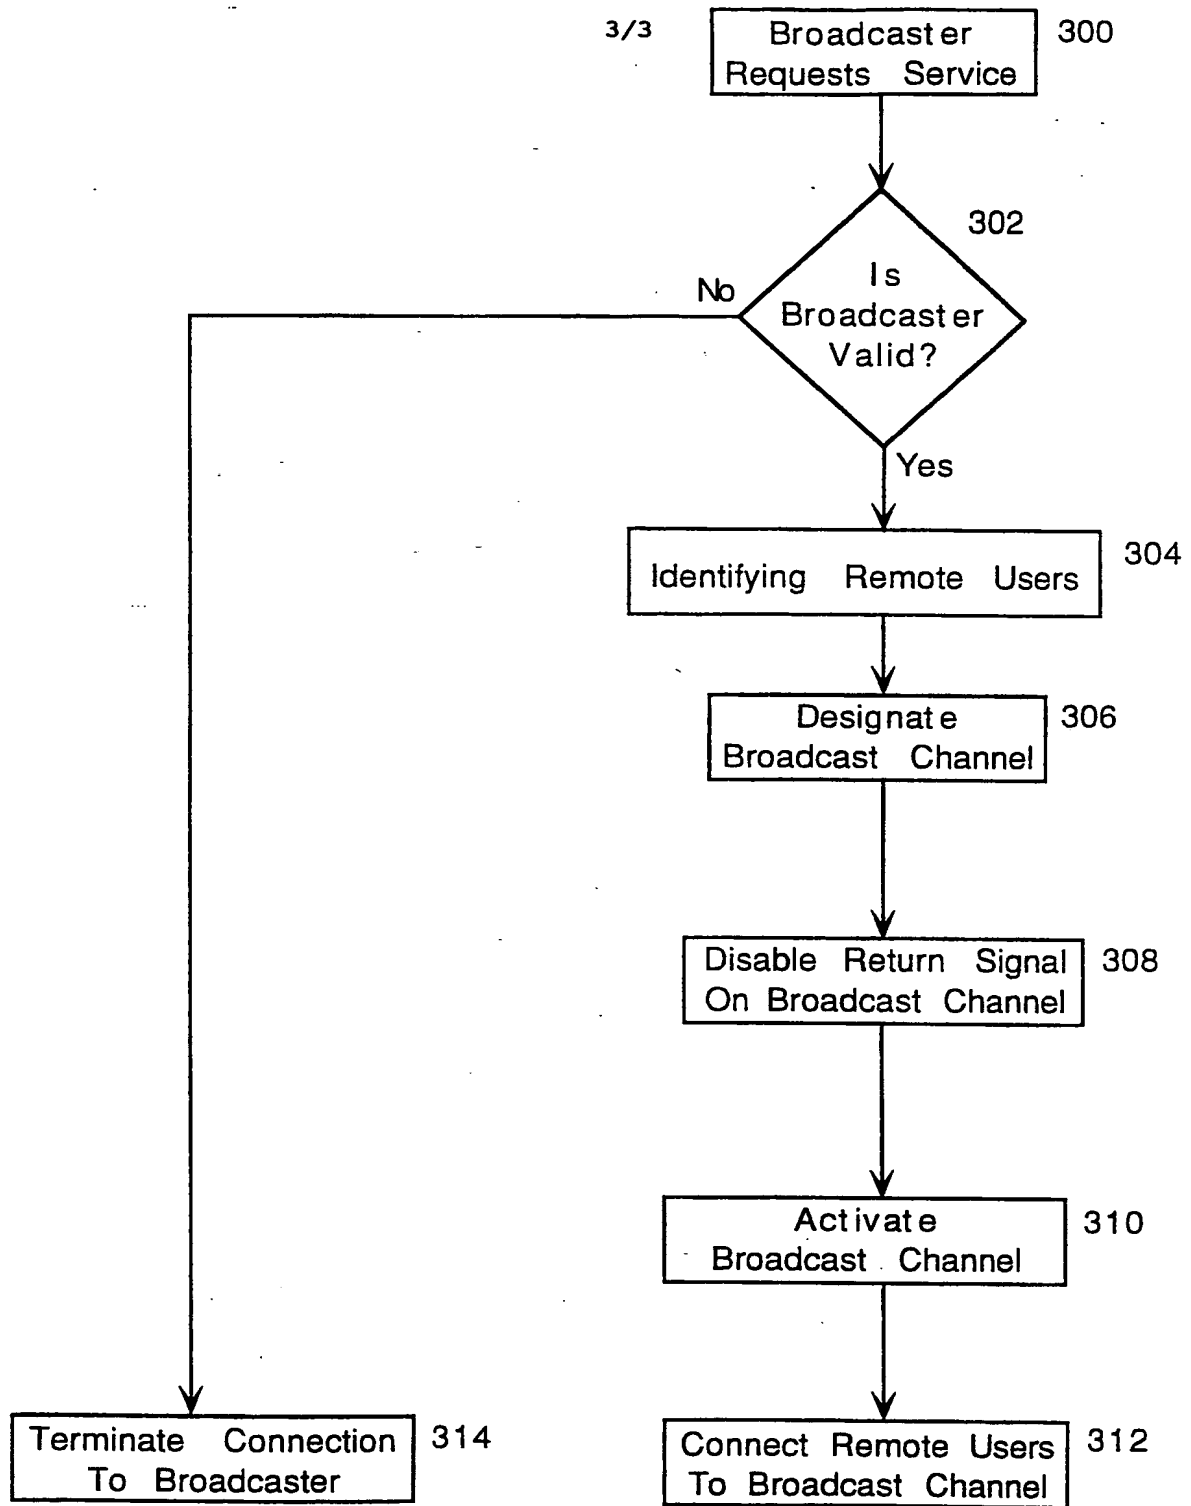 3/3
Broadcaster
Requests Service
300
302
Is
Broadcaster
Valid?
No
Yes
Identifying Remote Users
304
Designate
Broadcast Channel
306
Disable Return Signal
On Broadcast Channel
308
Activate
Broadcast Channel
310
Terminate Connection
To Broadcaster
314
Connect Remote Users
To Broadcast Channel
312